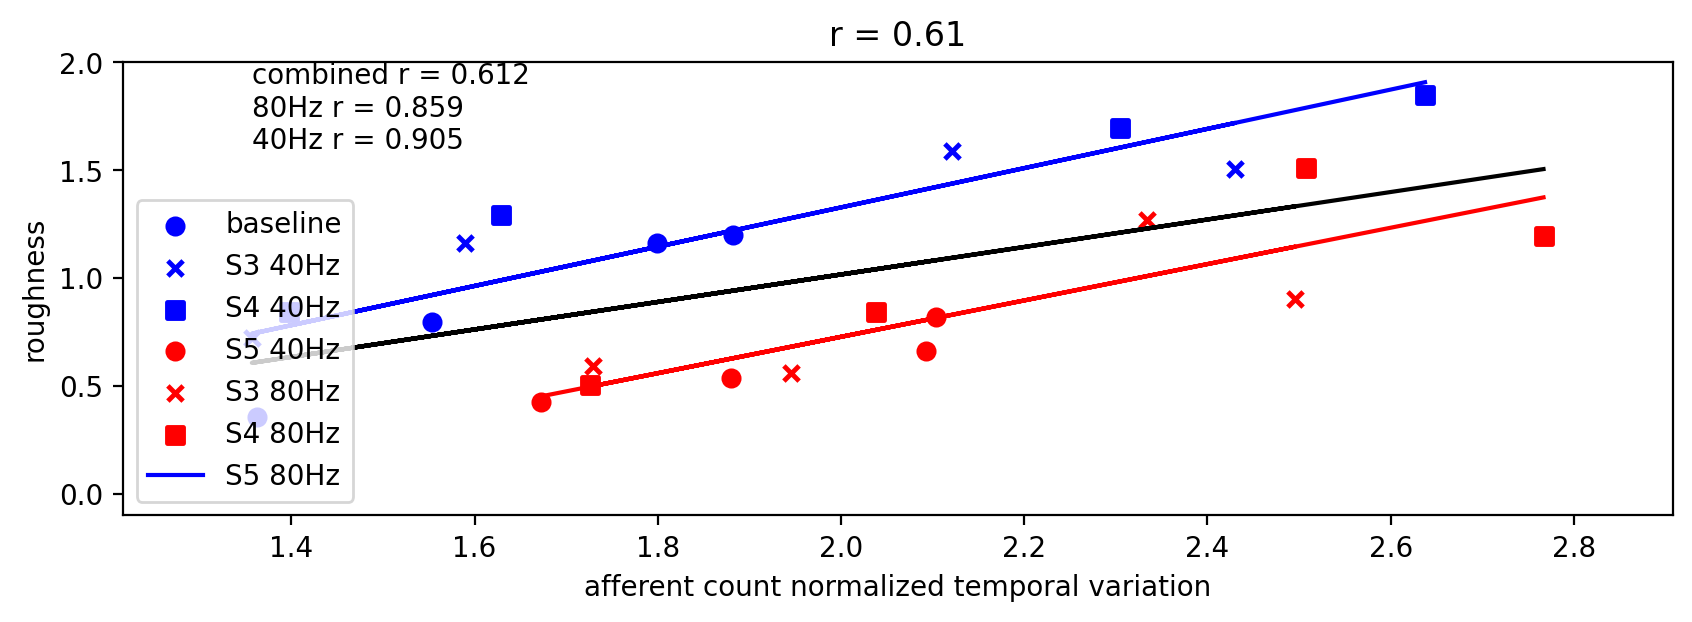 r = 0.61
combined r = 0.612
80Hz r = 0.859
40Hz r = 0.905
roughness
2.0
1.5
1.0
0.5
0.0
baseline
S3 40Hz
S4 40Hz
S5 40Hz
S3 80Hz
S4 80Hz
S5 80Hz
1.4 1.6 1.8 2.0 2.2 2.4 2.6 2.8
afferent count normalized temporal variation